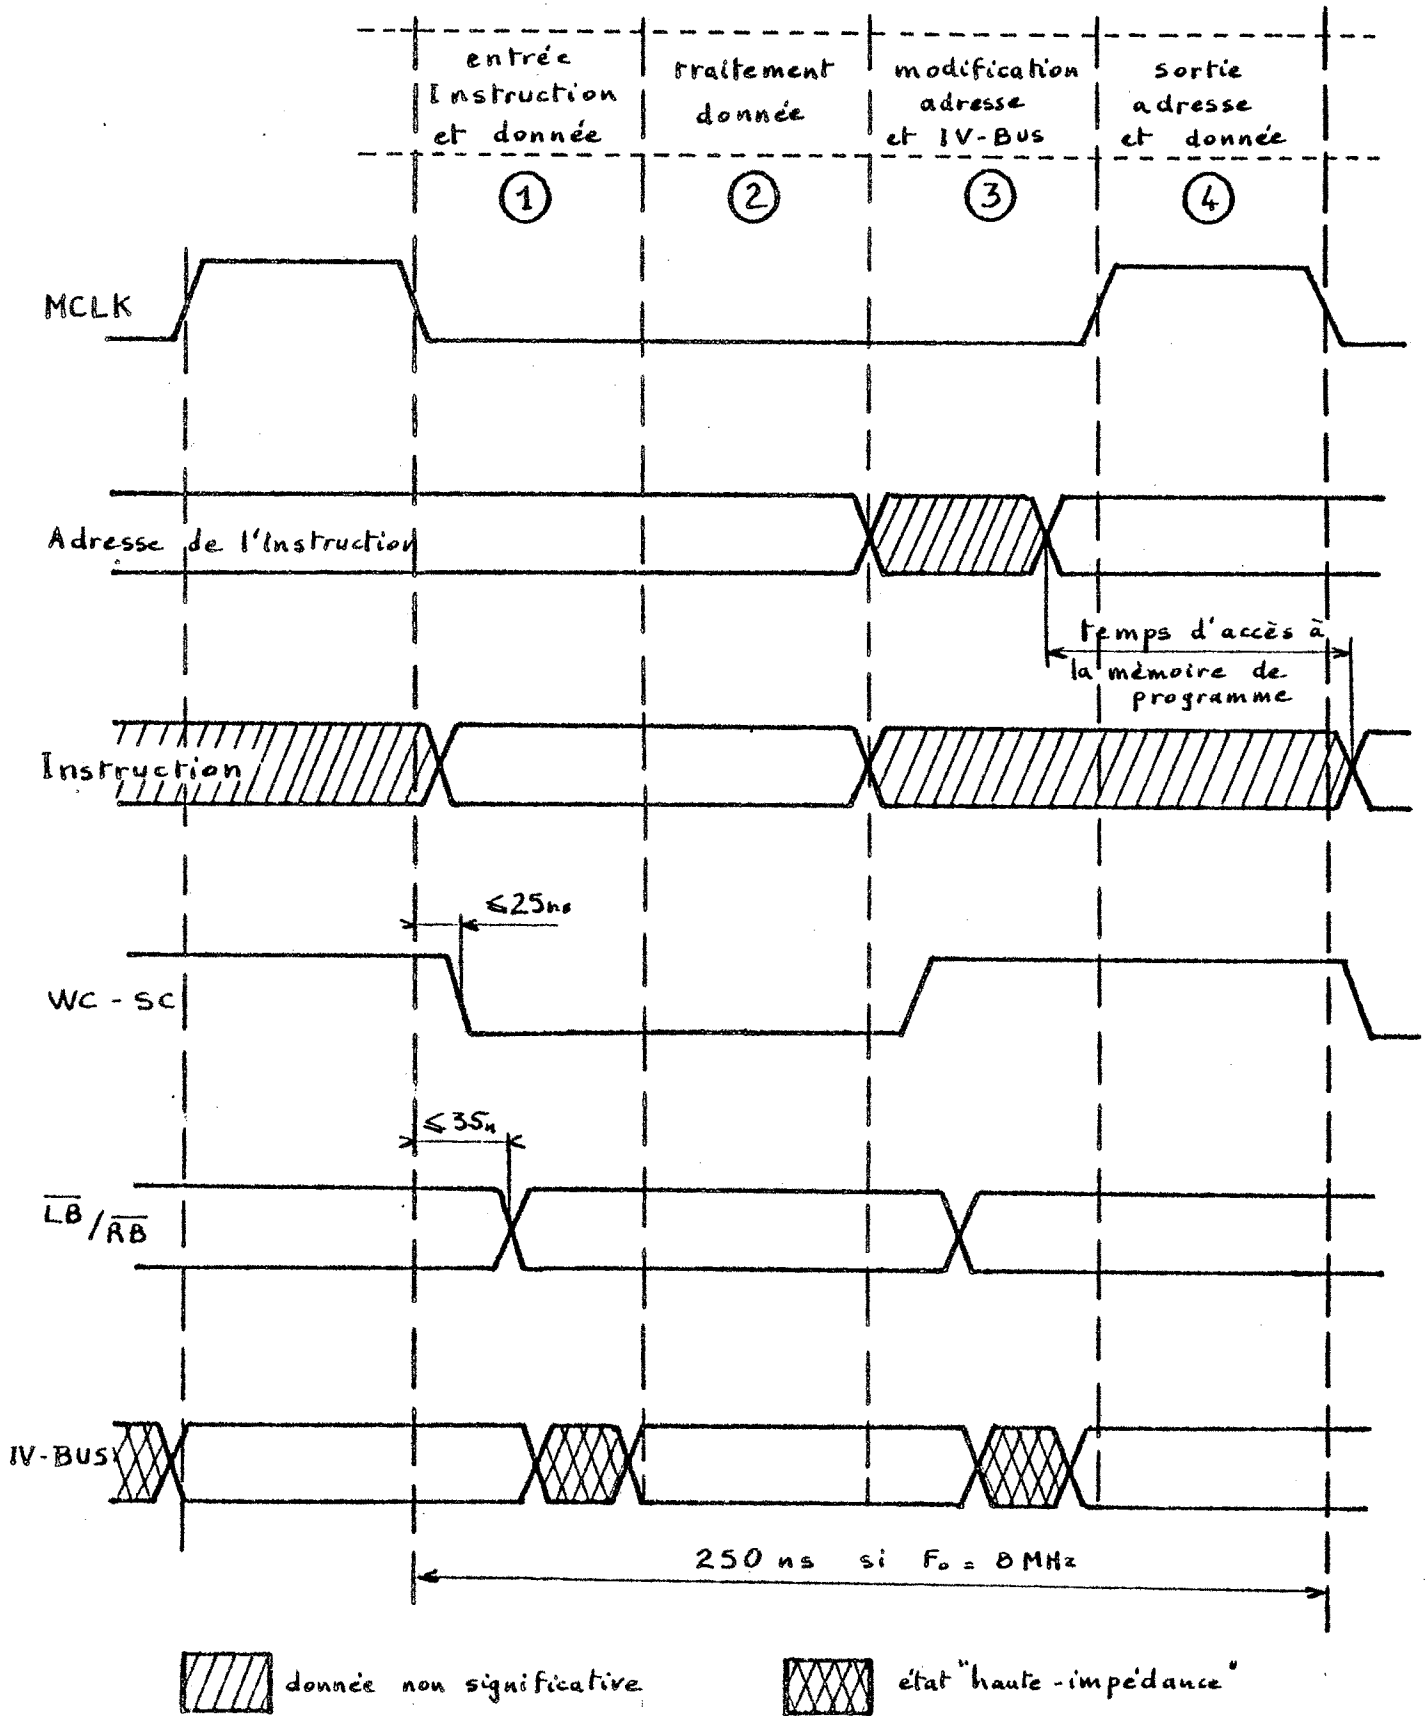 entrée
Instruction
et donnée
traitement
donnée
modification
adresse
et IV-Bus
sortie
adresse
et donnée
1
2
3
4
MCLK
Adresse de l'Instruction
temps d'accès à
la mémoire de
programme
Instruction
≤25ns
WC - SC
≤35n
LB / RB
IV-BUS
250 ns si F₀ = 8 MHz
donnée non significative
état "haute-impédance"